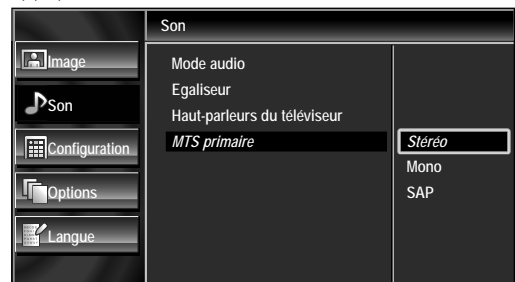 Son
Image
Son
Configuration
Options
Langue
Mode audio
Egaliseur
Haut-parleurs du téléviseur
MTS primaire
Stéréo
Mono
SAP